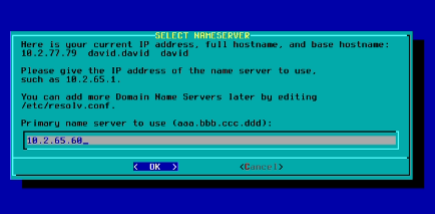 SELECT NAMESERVER
Here is your current IP address, full hostname, and base hostname:
10.2.77.79 david.david david
Please give the IP address of the name server to use,
such as 10.2.65.1.
You can add more Domain Name Servers later by editing
/etc/resolv.conf.
Primary name server to use (aaa.bbb.ccc.ddd):
10.2.65.60_
< OK > <Cancel>